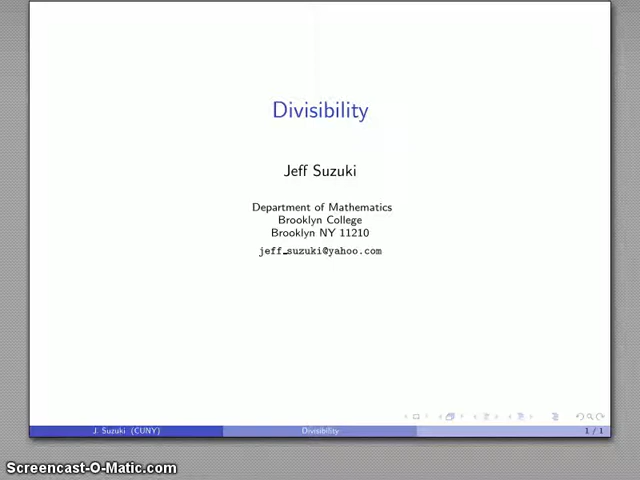 Divisibility
Jeff Suzuki
Department of Mathematics
Brooklyn College
Brooklyn NY 11210
jeff_suzuki@yahoo.com
J. Suzuki (CUNY)
Divisibility
1 / 1
Screencast-O-Matic.com